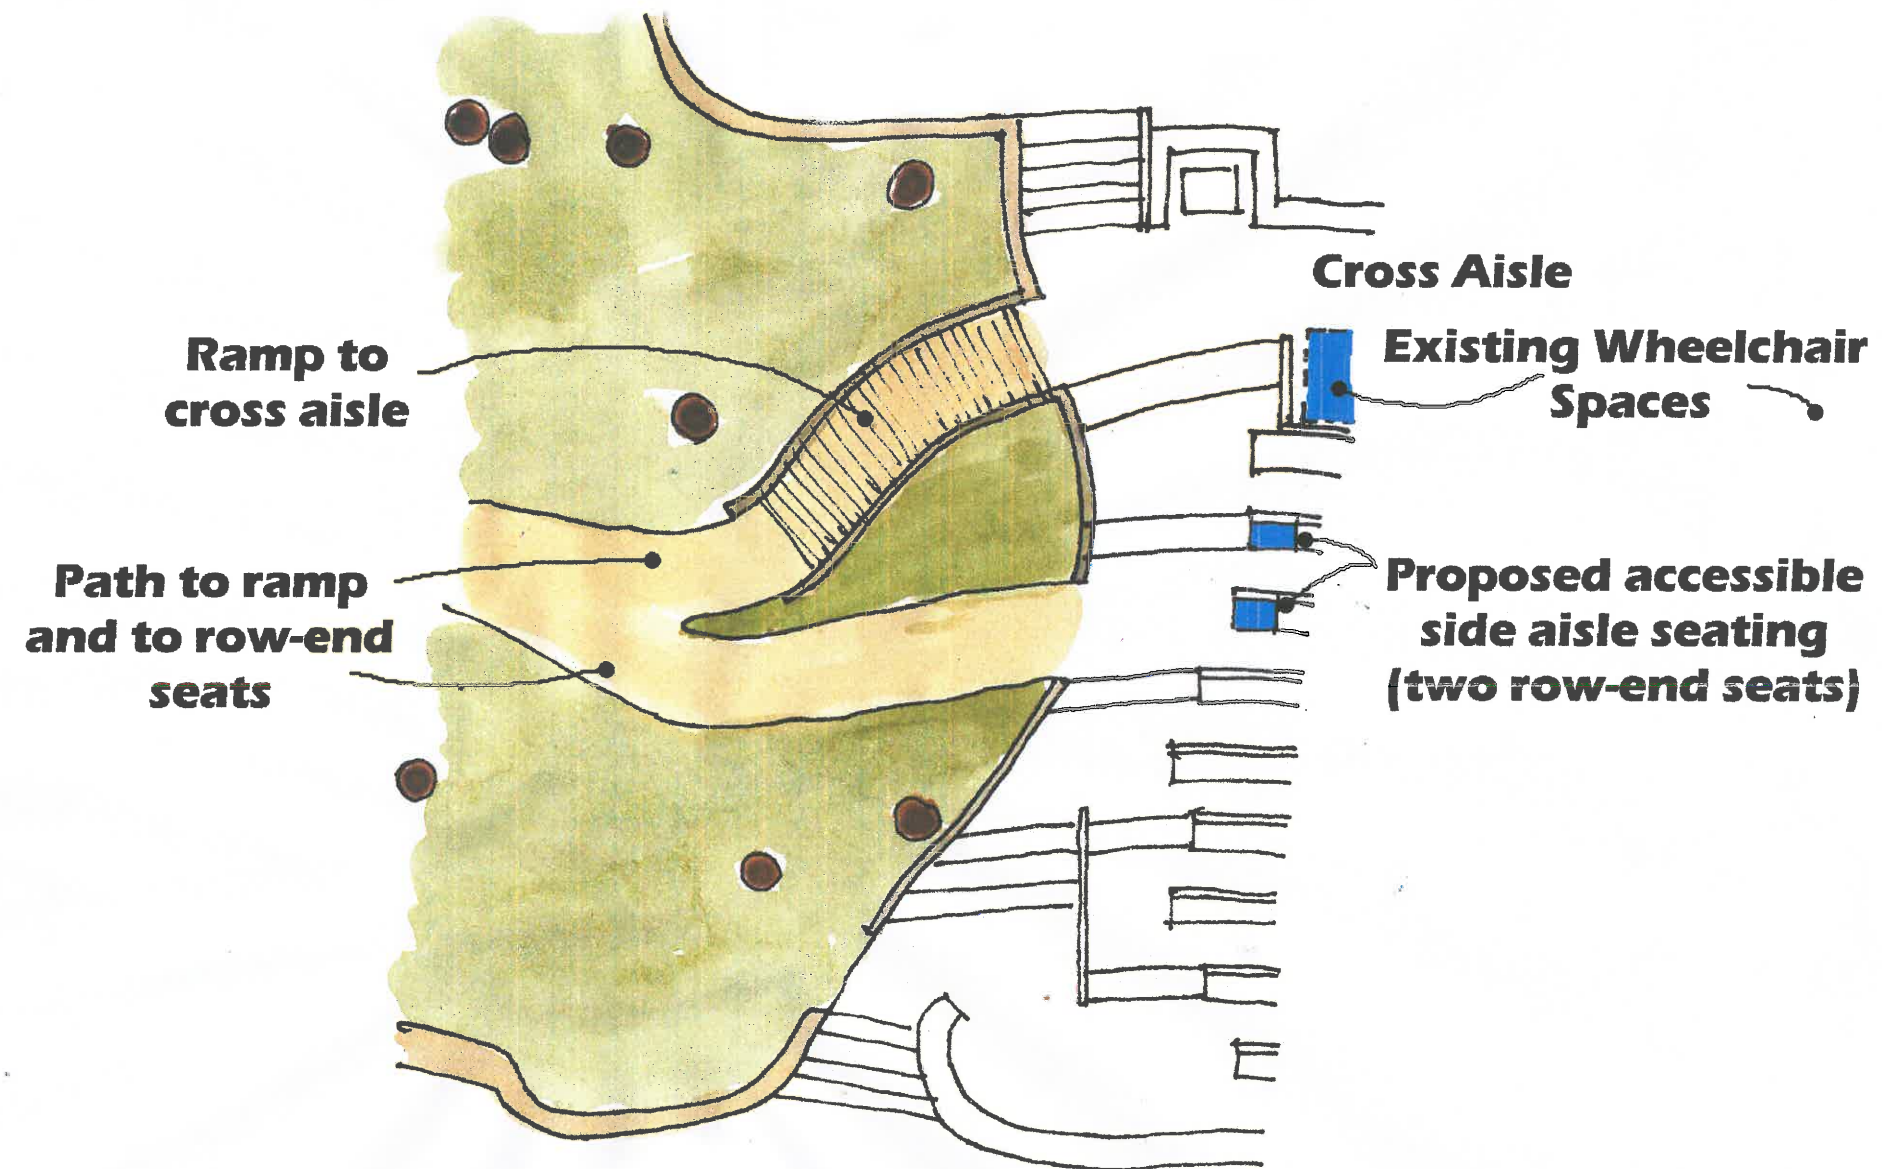 Cross Aisle
Ramp to
cross aisle
Existing Wheelchair
Spaces
Path to ramp
and to row-end
seats
Proposed accessible
side aisle seating
(two row-end seats)